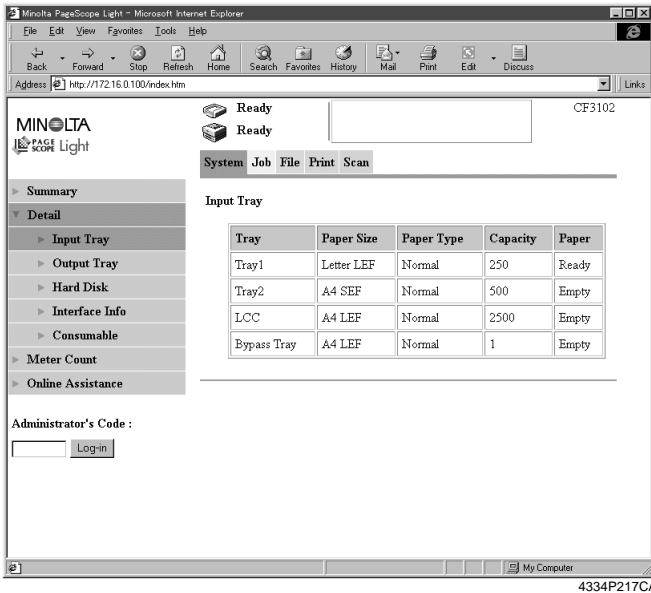 Minolta PageScope Light - Microsoft Internet Explorer
File Edit View Favorites Tools Help
Back Forward Stop Refresh Home Search Favorites History Mail Print Edit Discuss
Address http://172.16.0.100/index.htm Links
MINOLTA
PAGE SCOPE Light
Ready CF3102
Ready
System Job File Print Scan
Summary
Detail
Input Tray
Output Tray
Hard Disk
Interface Info
Consumable
Meter Count
Online Assistance
Administrator's Code :
Log-in
Input Tray
Tray Paper Size Paper Type Capacity Paper
Tray1 Letter LEF Normal 250 Ready
Tray2 A4 SEF Normal 500 Empty
LCC A4 LEF Normal 2500 Empty
Bypass Tray A4 LEF Normal 1 Empty
My Computer
4334P217CA